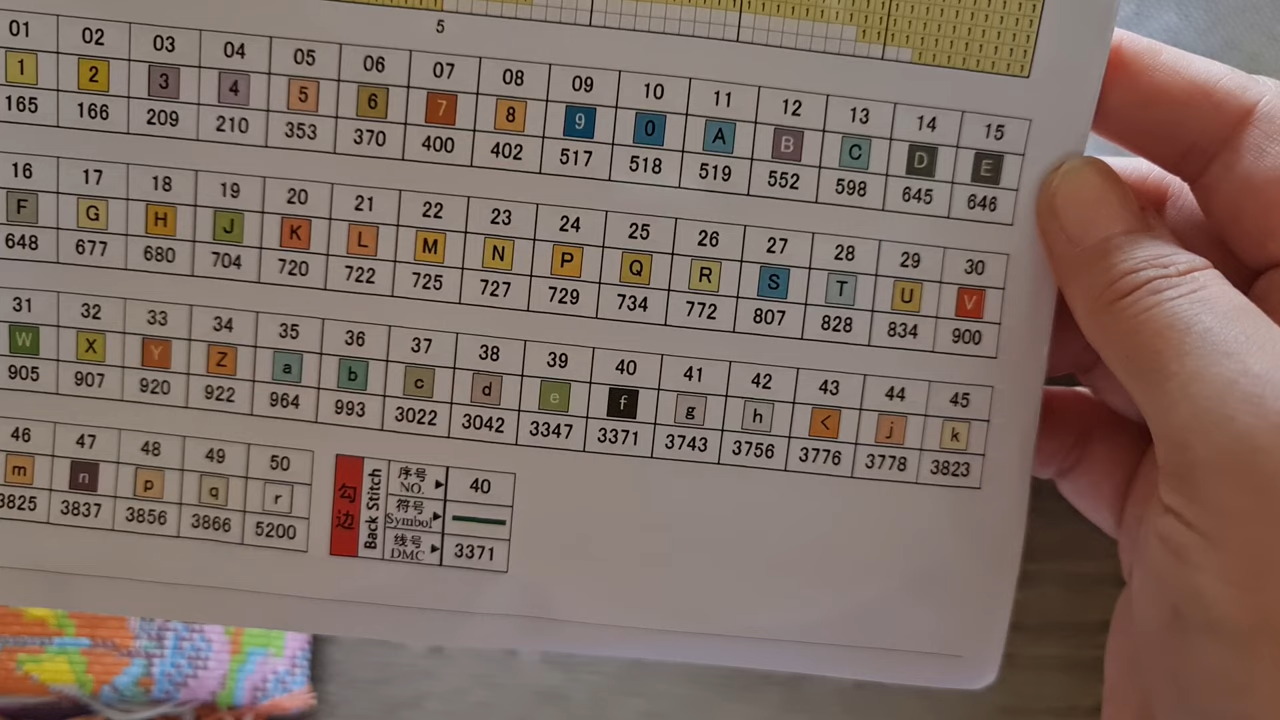 5
01 02 03 04 05 06 07 08 09 10 11 12 13 14 15
1 2 3 4 5 6 7 8 9 0 A B C D E
165 166 209 210 353 370 400 402 517 518 519 552 598 645 646
16 17 18 19 20 21 22 23 24 25 26 27 28 29 30
F G H J K L M N P Q R S T U V
648 677 680 704 720 722 725 727 729 734 772 807 828 834 900
31 32 33 34 35 36 37 38 39 40 41 42 43 44 45
W X Y Z a b c d e f g h < j k
905 907 920 922 964 993 3022 3042 3347 3371 3743 3756 3776 3778 3823
46 47 48 49 50
m n p q r
3825 3837 3856 3866 5200
勾边
Back Stitch
序号 NO. 40
符号 Symbol
线号 DMC 3371